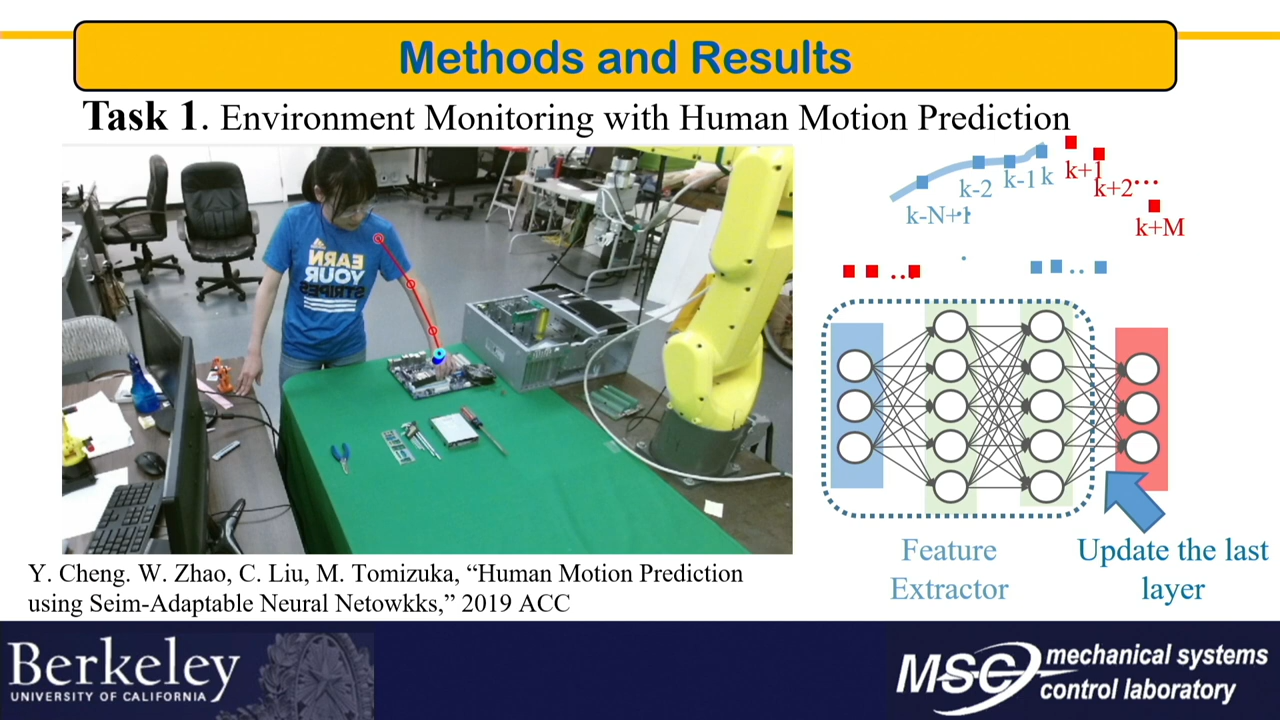 Methods and Results
Task 1. Environment Monitoring with Human Motion Prediction
EARN
YOUR
STRIPES
k-N+1
k-2
k-1
k
k+1
k+2
...
k+M
Feature
Extractor
Update the last
layer
Y. Cheng. W. Zhao, C. Liu, M. Tomizuka, “Human Motion Prediction
using Seim-Adaptable Neural Netowkks,” 2019 ACC
Berkeley
UNIVERSITY OF CALIFORNIA
MSC mechanical systems
control laboratory